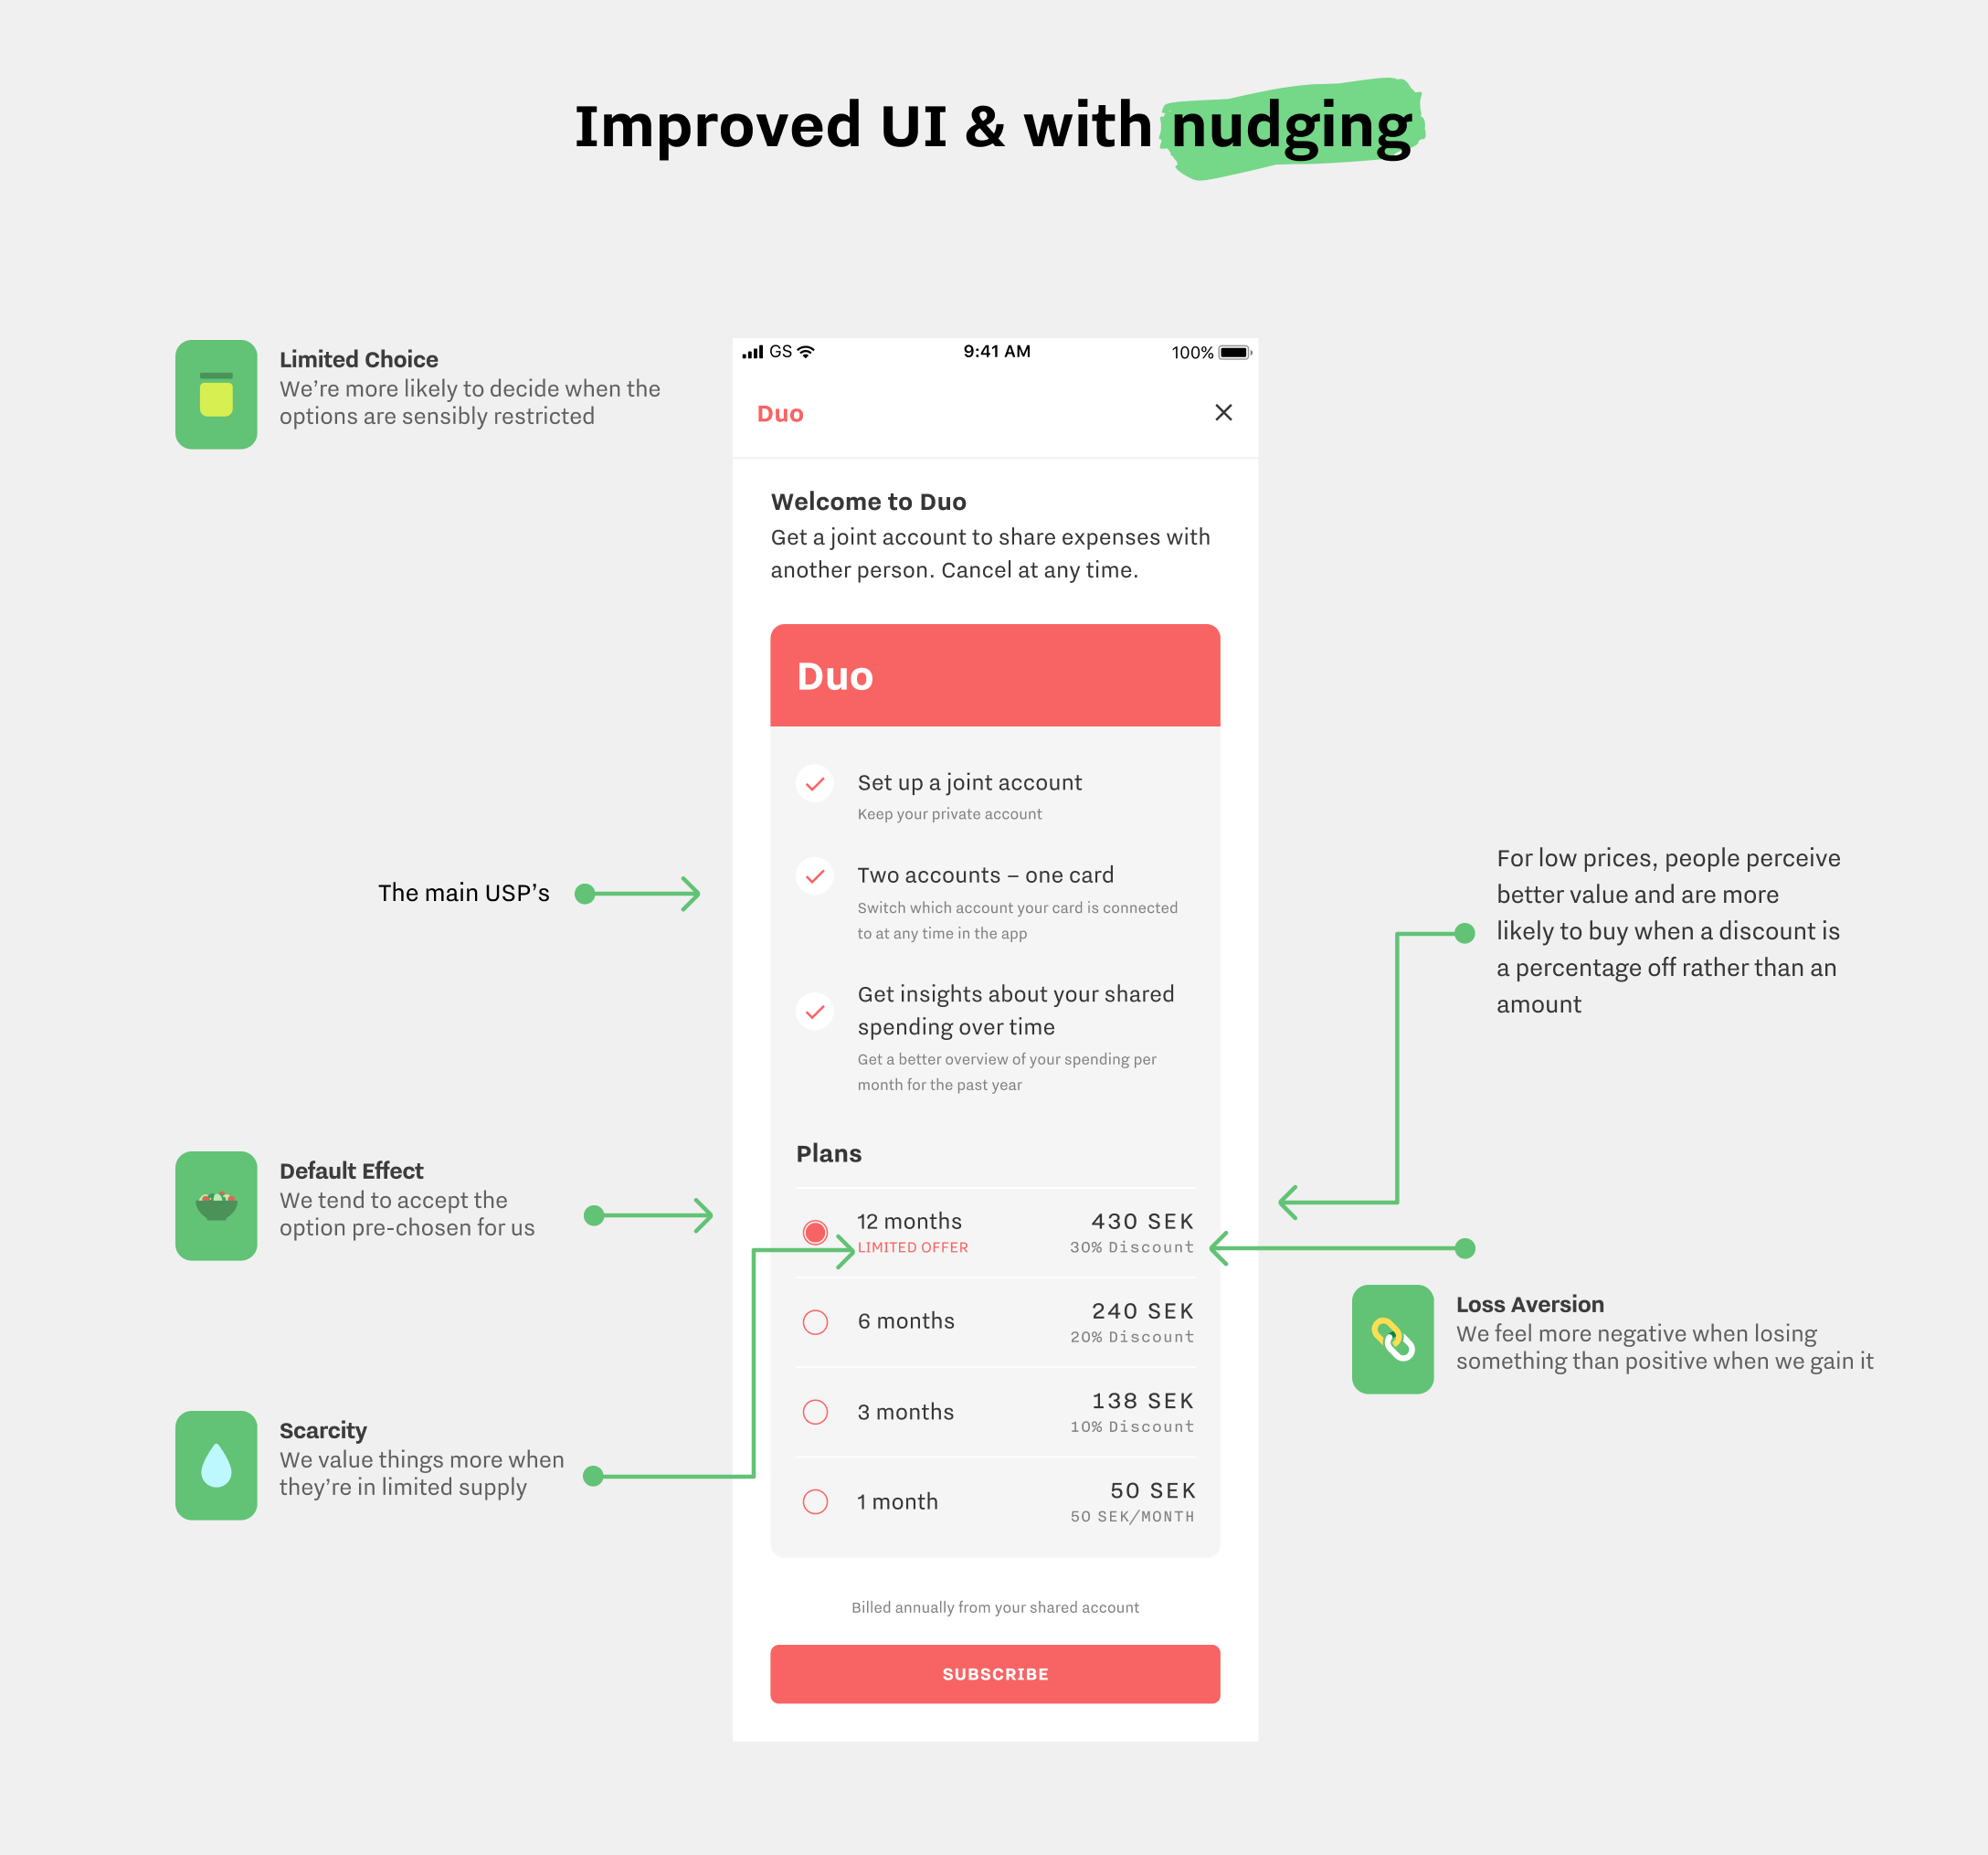 Improved UI & with nudging
Limited Choice
We’re more likely to decide when the
options are sensibly restricted
GS
9:41 AM
100%
Duo
Welcome to Duo
Get a joint account to share expenses with
another person. Cancel at any time.
Duo
Set up a joint account
Keep your private account
Two accounts – one card
Switch which account your card is connected
to at any time in the app
Get insights about your shared
spending over time
Get a better overview of your spending per
month for the past year
The main USP’s
For low prices, people perceive
better value and are more
likely to buy when a discount is
a percentage off rather than an
amount
Plans
12 months
LIMITED OFFER
430 SEK
30% Discount
6 months
240 SEK
20% Discount
3 months
138 SEK
10% Discount
1 month
50 SEK
50 SEK/MONTH
Default Effect
We tend to accept the
option pre-chosen for us
Scarcity
We value things more when
they’re in limited supply
Loss Aversion
We feel more negative when losing
something than positive when we gain it
Billed annually from your shared account
SUBSCRIBE